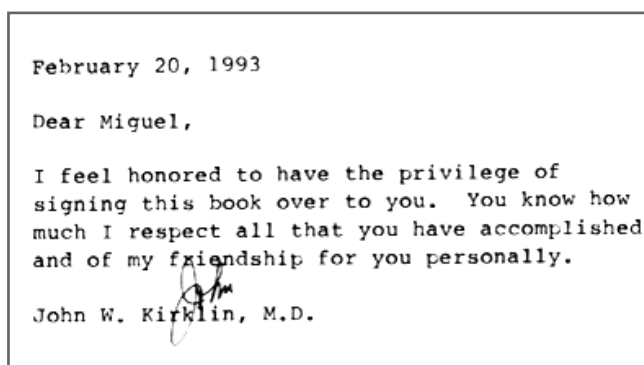 February 20, 1993
Dear Miguel,
I feel honored to have the privilege of
signing this book over to you. You know how
much I respect all that you have accomplished
and of my friendship for you personally.
John
John W. Kirklin, M.D.